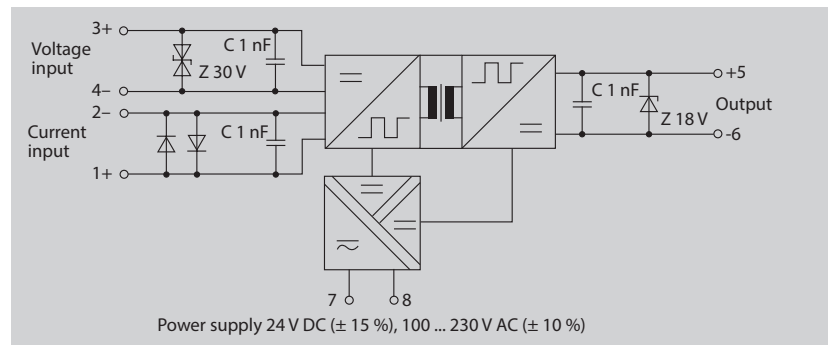 3+
Voltage
input
C 1 nF
Z 30 V
4–
2–
Current
input
C 1 nF
1+
C 1 nF
+5
Output
Z 18 V
-6
7
8
Power supply 24 V DC (± 15 %), 100 ... 230 V AC (± 10 %)